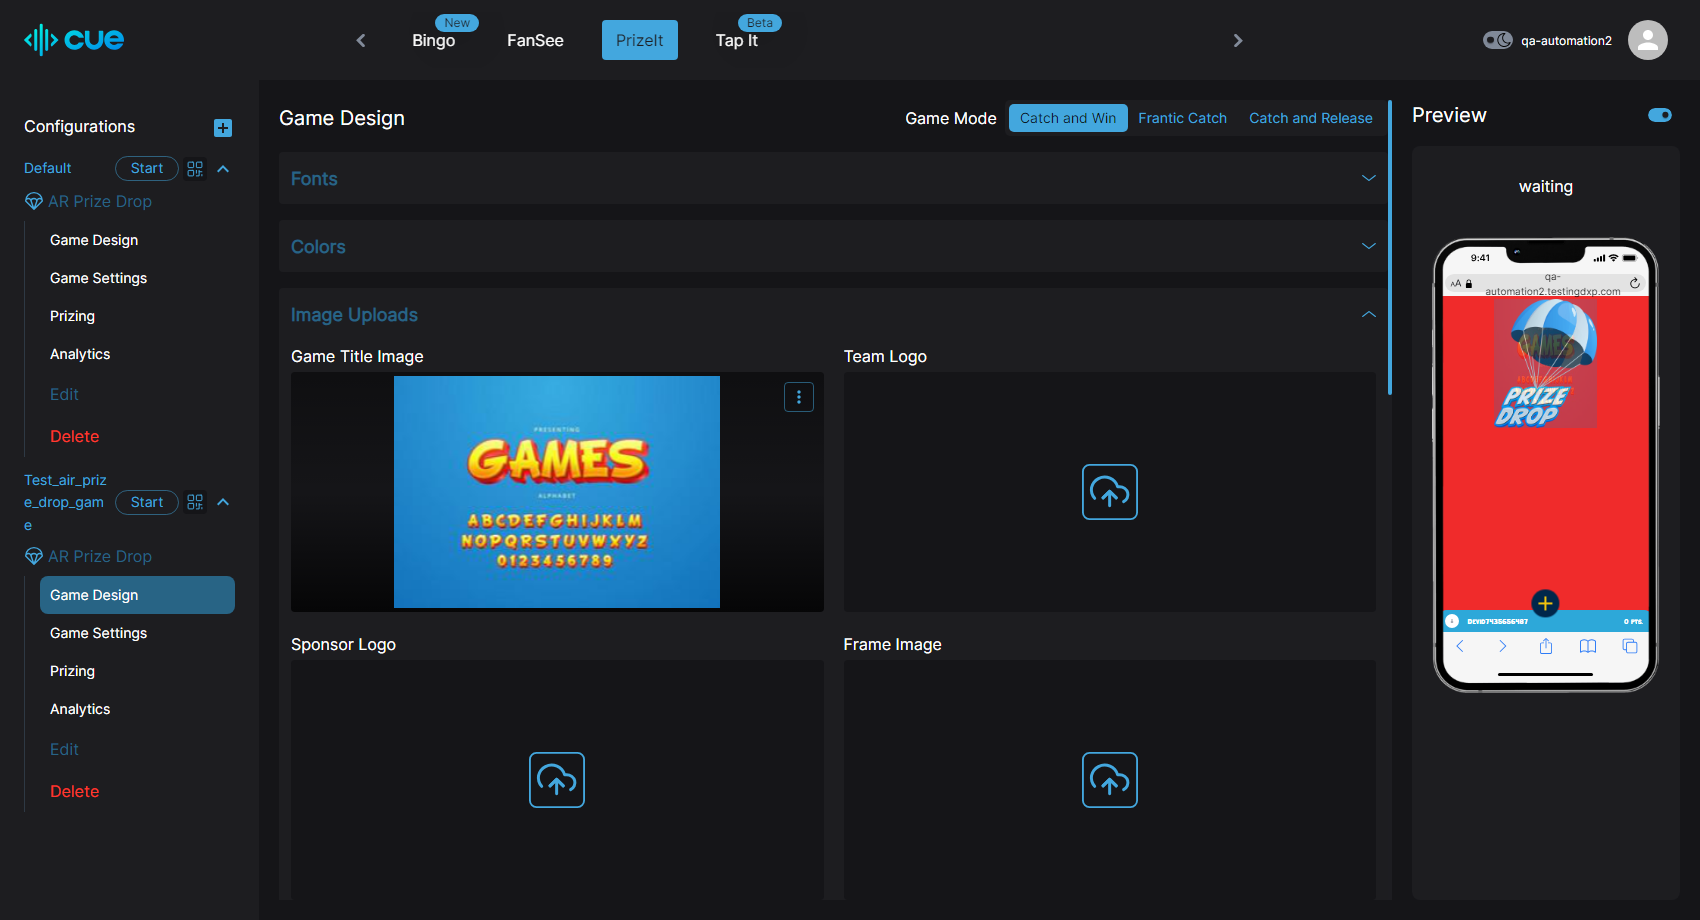 cue
New
Bingo
FanSee
PrizeIt
Beta
Tap It
qa-automation2
Configurations
Default
Start
AR Prize Drop
Game Design
Game Settings
Prizing
Analytics
Edit
Delete
Test_air_priz
e_drop_gam
e
Start
AR Prize Drop
Game Design
Game Settings
Prizing
Analytics
Edit
Delete
Game Design
Game Mode
Catch and Win
Frantic Catch
Catch and Release
Fonts
Colors
Image Uploads
Game Title Image
PRESENTING
GAMES
ALPHABET
ABCDEFGHIJKLM
NOPQRSTUVWXYZ
0123456789
Team Logo
Sponsor Logo
Frame Image
Preview
waiting
9:41
AA
qa-
automation2.testingdxp.com
GAMES
PRIZE
DROP
0 PTS.